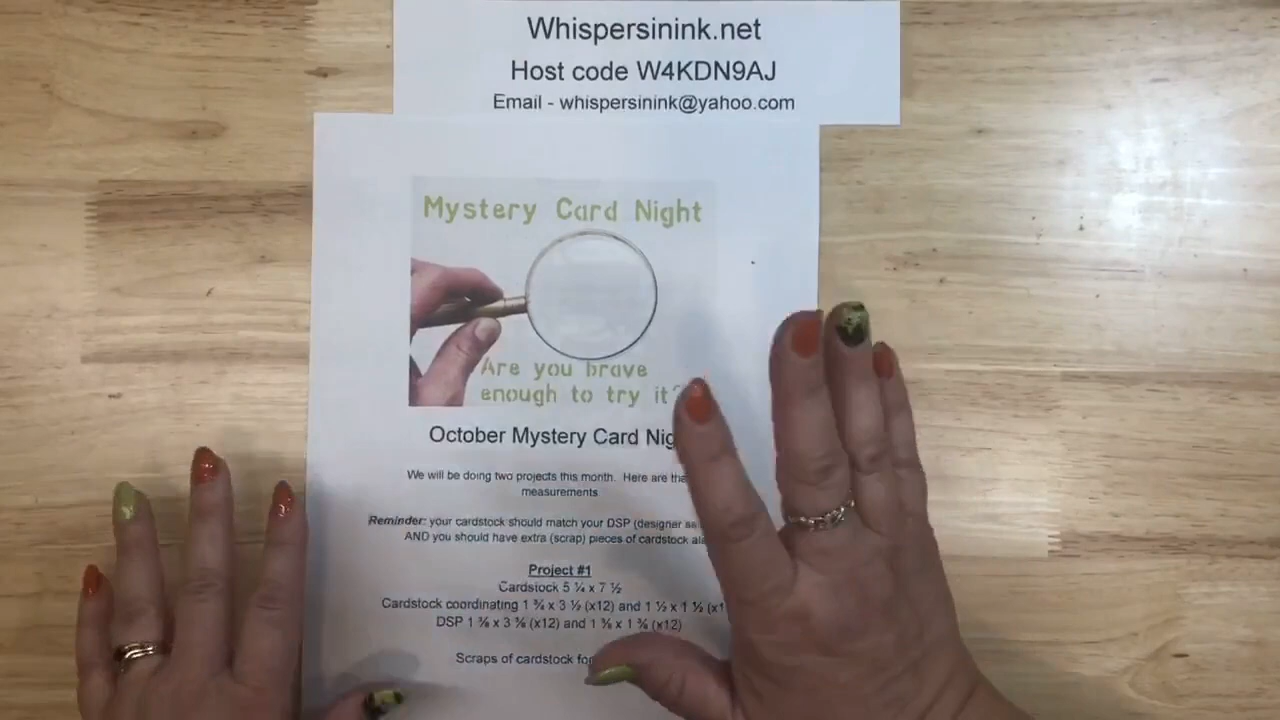 Whispersinink.net
Host code W4KDN9AJ
Email - whispersinink@yahoo.com
Mystery Card Night
Are you brave
enough to try it?
October Mystery Card Nig
We will be doing two projects this month. Here are tha
measurements
Reminder: your cardstock should match your DSP (designer se
AND you should have extra (scrap) pieces of cardstock
Project #1
Cardstock 5 ¼ x 7 ½
Cardstock coordinating 1 ¾ x 3 ½ (x12) and 1 ½ x 1 ½ (x1
DSP 1 ⅝ x 3 ⅜ (x12) and 1 ⅜ x 1 ⅜ (x12)
Scraps of cardstock for